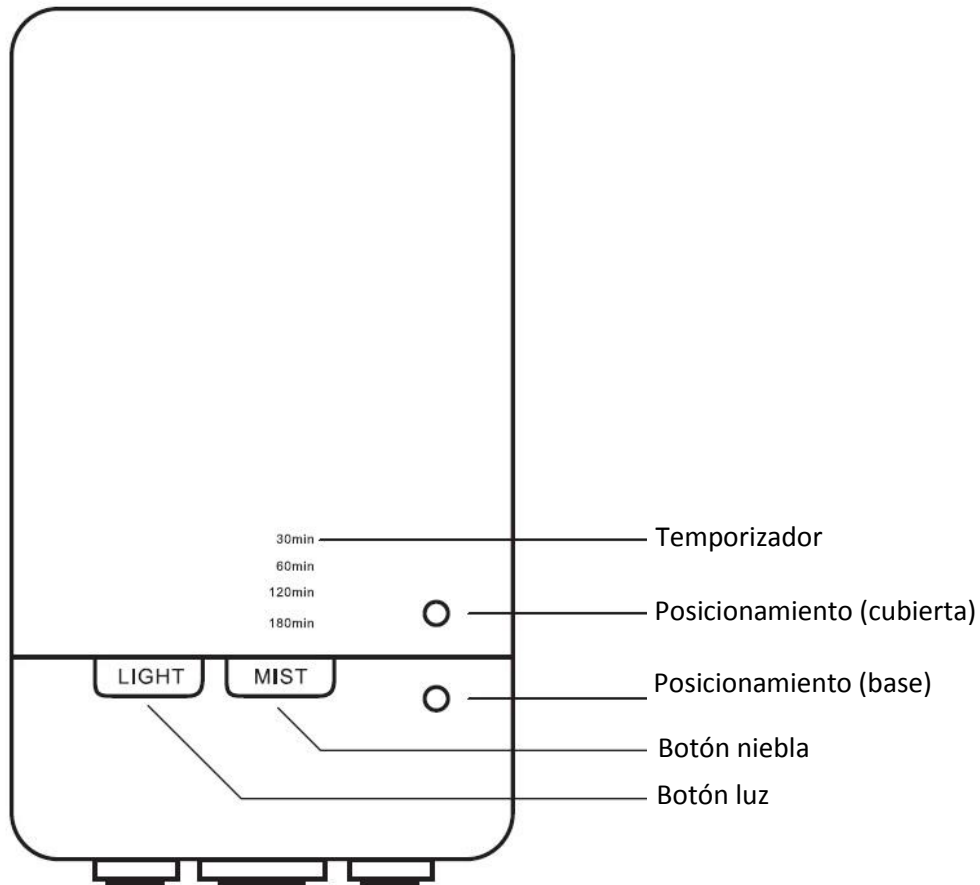 30min
Temporizador
60min
120min
180min
Posicionamiento (cubierta)
LIGHT
MIST
Posicionamiento (base)
Botón niebla
Botón luz